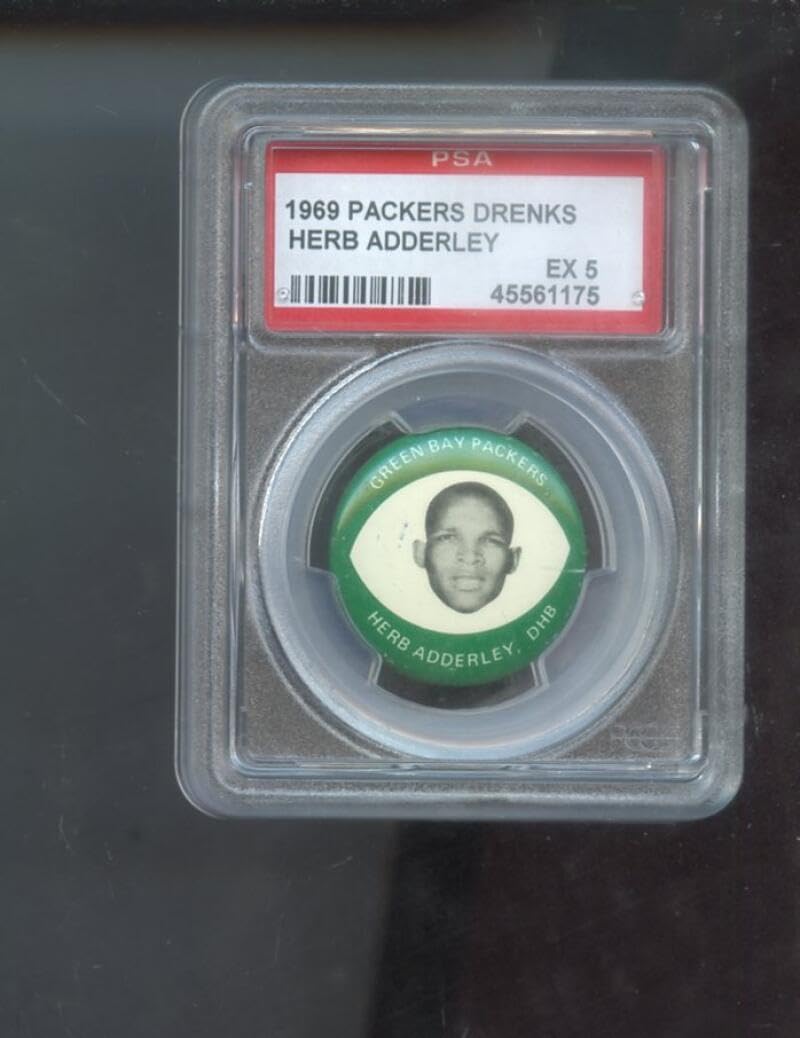 PSA
1969 PACKERS DRENKS
HERB ADDERLEY
EX 5
45561175
GREEN BAY PACKERS
HERB ADDERLEY, DHB